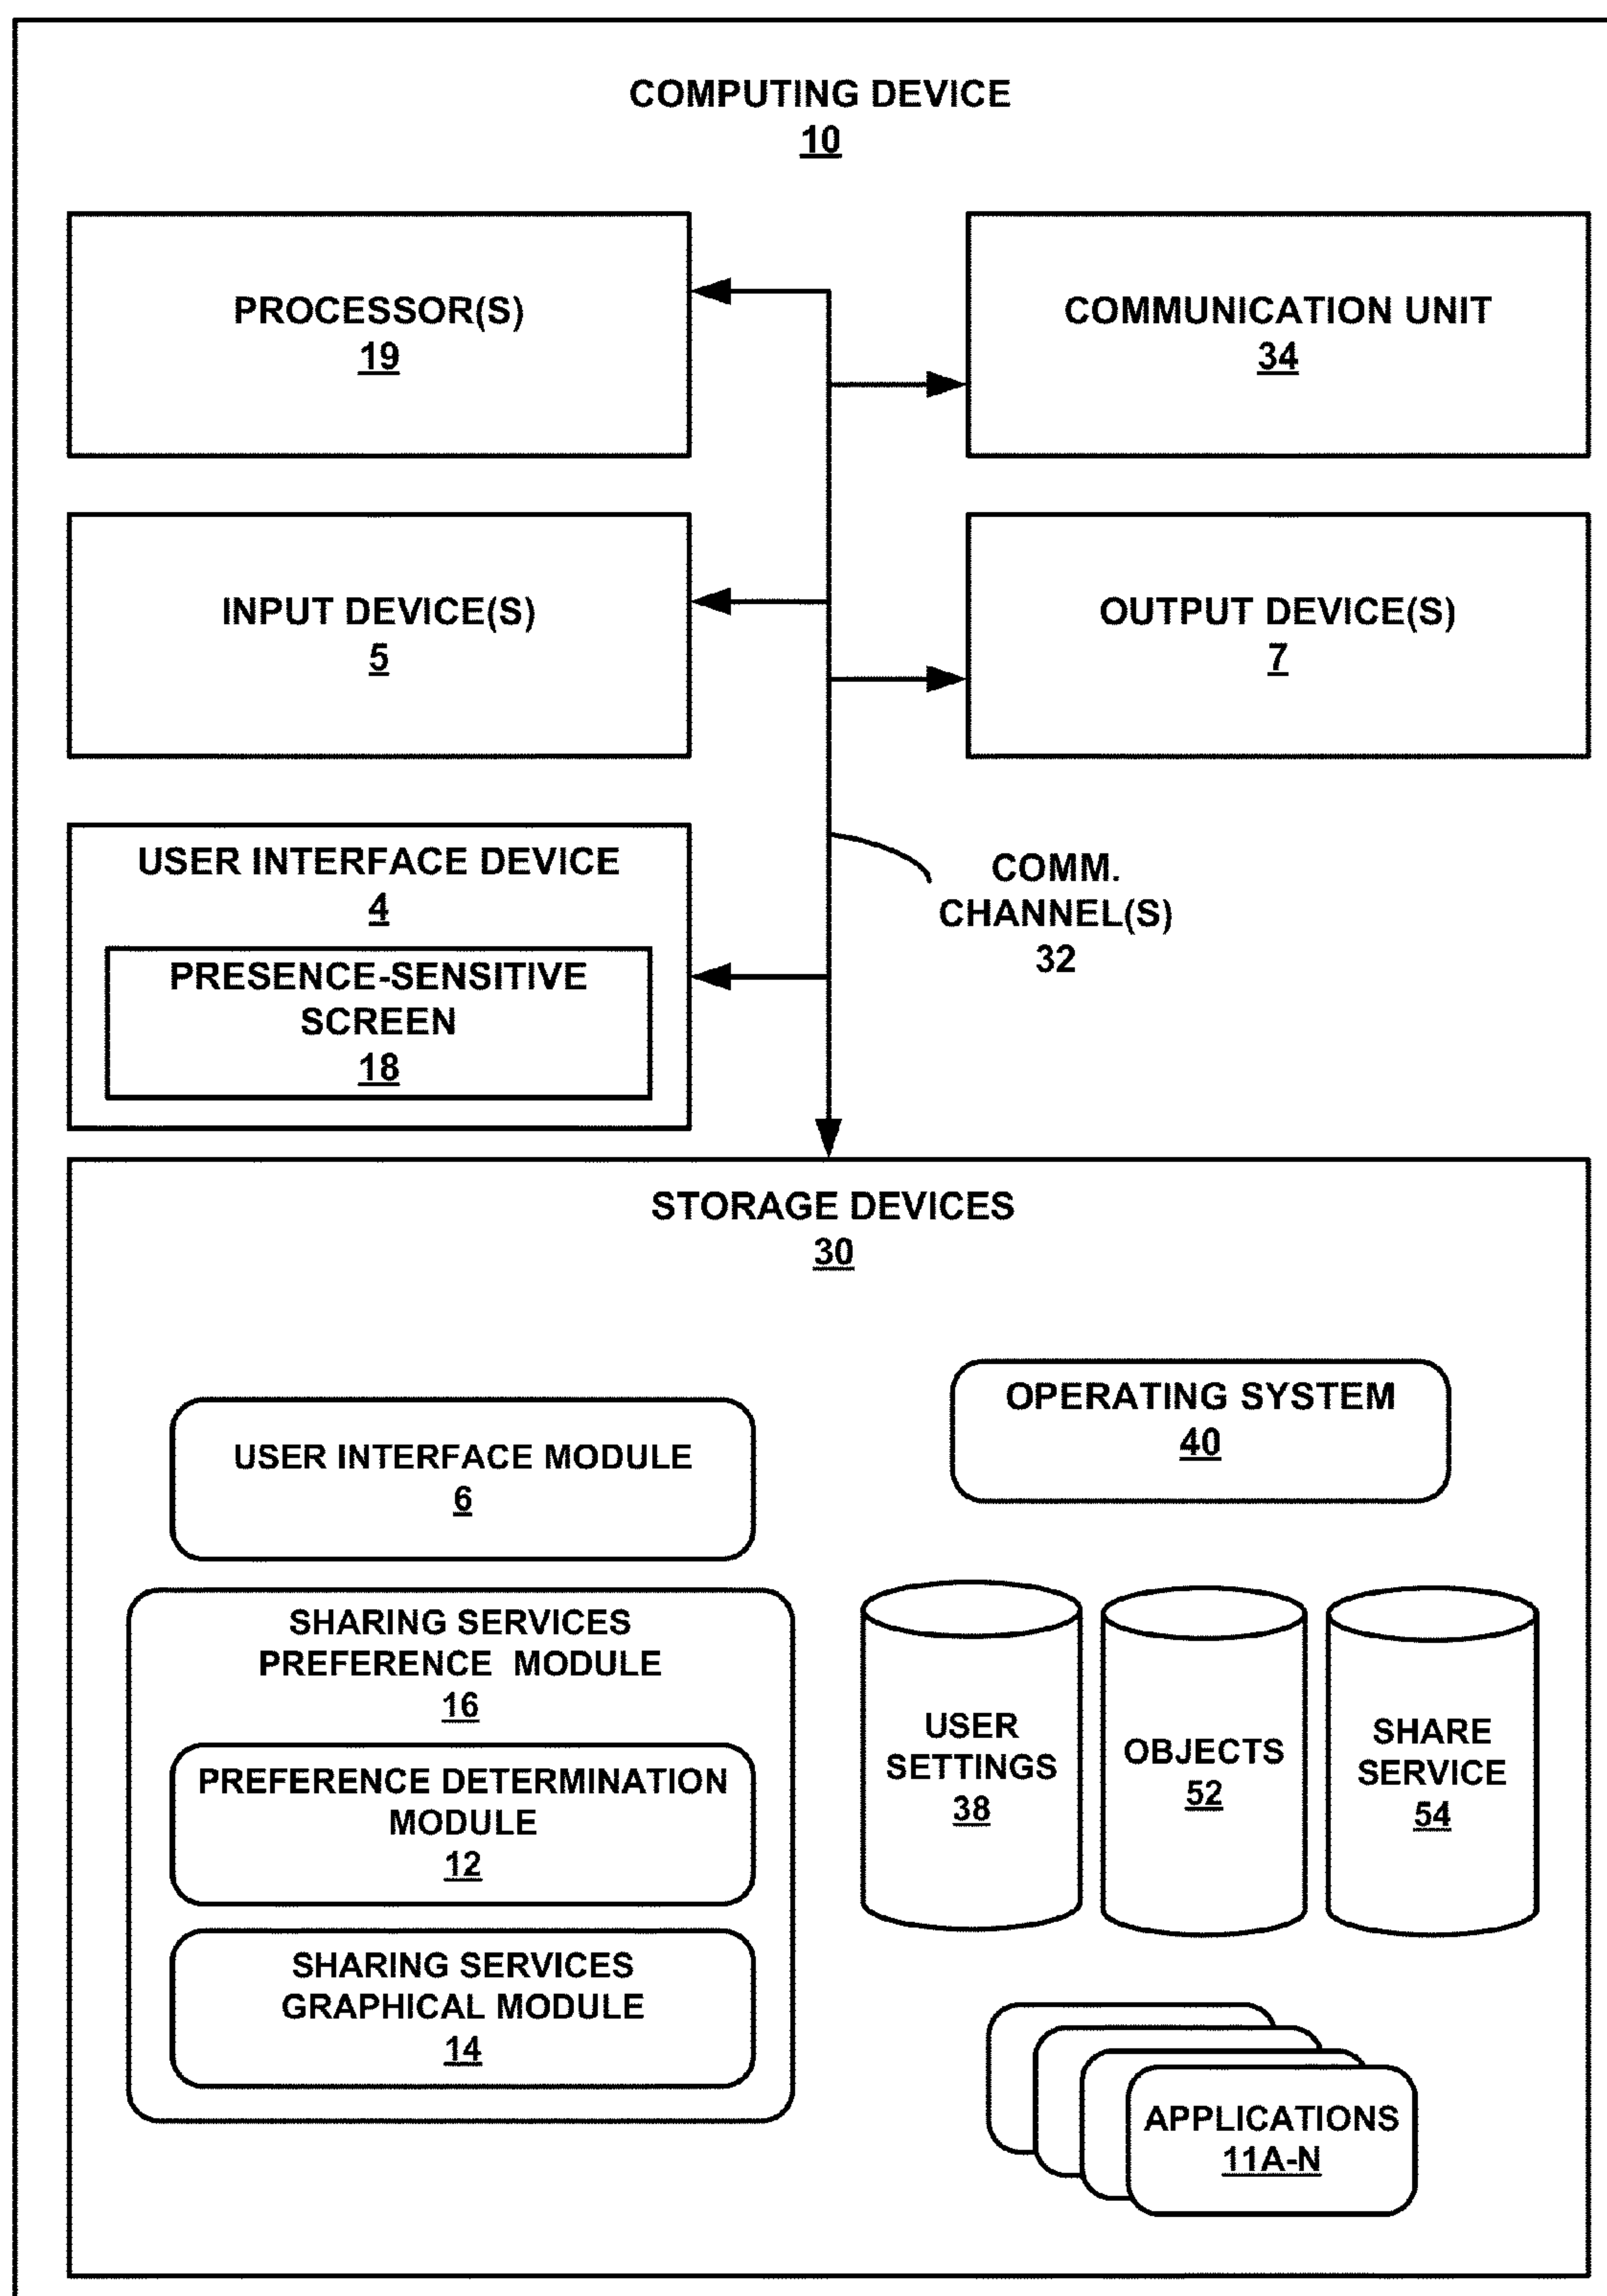 COMPUTING DEVICE
10
PROCESSOR(S)
19
COMMUNICATION UNIT
34
INPUT DEVICE(S)
5
OUTPUT DEVICE(S)
7
USER INTERFACE DEVICE
4
PRESENCE-SENSITIVE
SCREEN
18
COMM.
CHANNEL(S)
32
STORAGE DEVICES
30
USER INTERFACE MODULE
6
OPERATING SYSTEM
40
SHARING SERVICES
PREFERENCE MODULE
16
PREFERENCE DETERMINATION
MODULE
12
SHARING SERVICES
GRAPHICAL MODULE
14
USER
SETTINGS
38
OBJECTS
52
SHARE
SERVICE
54
APPLICATIONS
11A-N